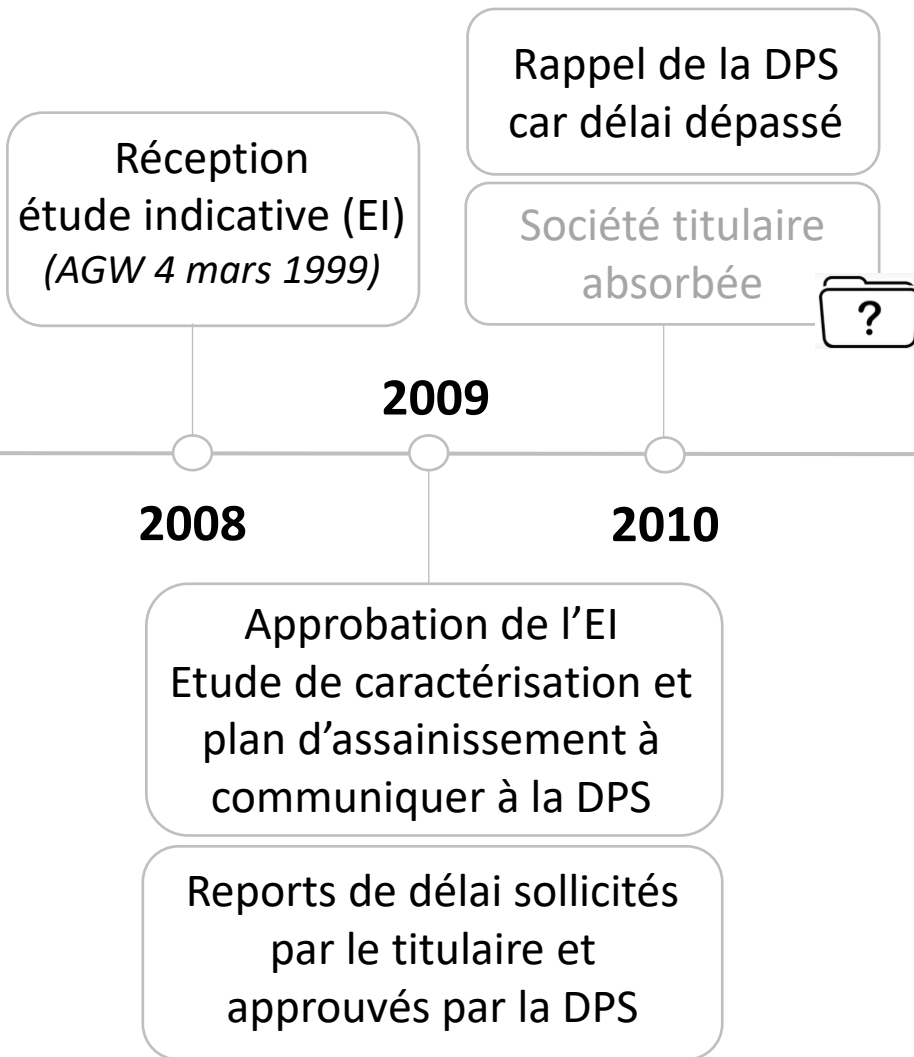 Réception
étude indicative (EI)
(AGW 4 mars 1999)
2008
2009
Approbation de l’EI
Etude de caractérisation et
plan d’assainissement à
communiquer à la DPS
Reports de délai sollicités
par le titulaire et
approuvés par la DPS
Rappel de la DPS
car délai dépassé
Société titulaire
absorbée
?
2010